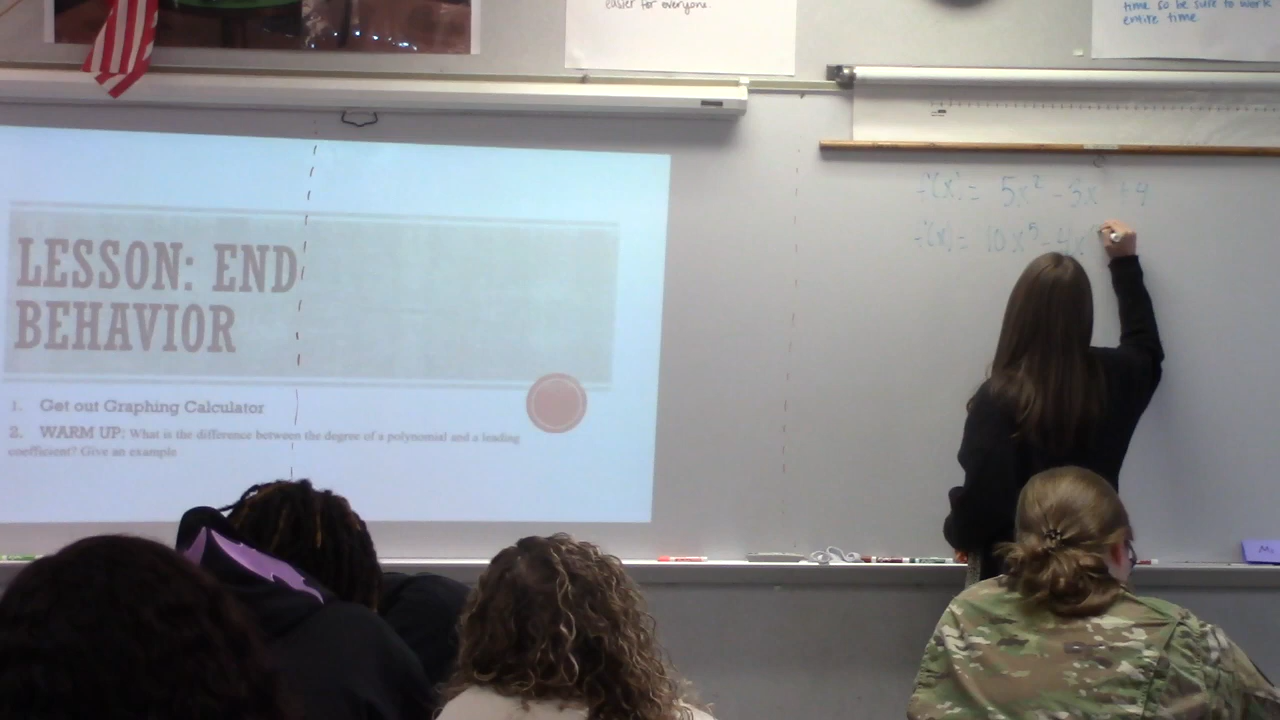 easier for everyone.
time so be sure to work
entire time.
LESSON: END
BEHAVIOR
1. Get out Graphing Calculator
2. WARM UP: What is the difference between the degree of a polynomial and a leading
coefficient? Give an example
f(x) = 5x² - 3x + 4
f(x) = 10x⁵ - 4x